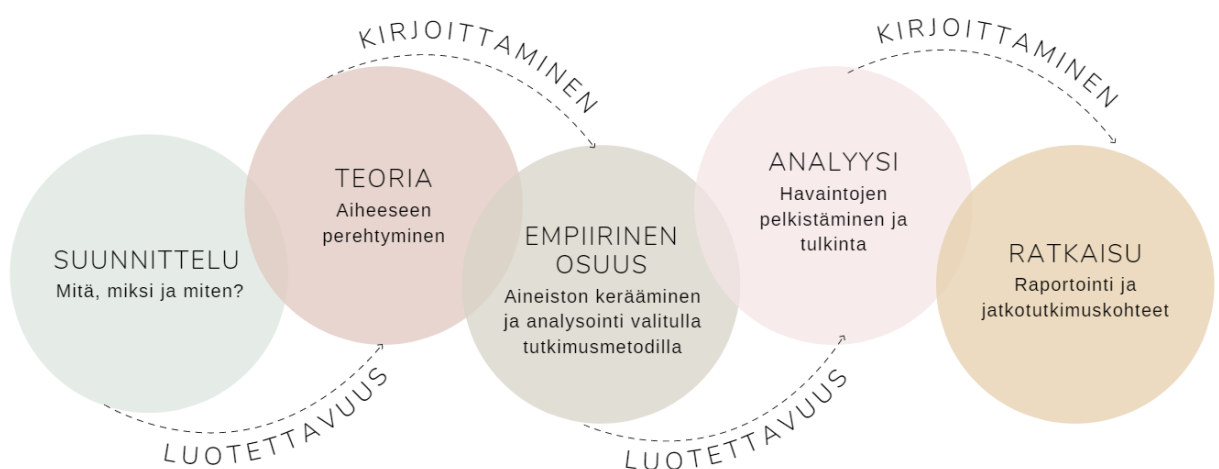 SUUNNITTELU
Mitä, miksi ja miten?
LUOTETTAVUUS
TEORIA
Aiheeseen
perehtyminen
KIRJOITTAMINEN
EMPIIRINEN
OSUUS
Aineiston kerääminen
ja analysointi valitulla
tutkimusmetodilla
LUOTETTAVUUS
ANALYYSI
Havaintojen
pelkistäminen ja
tulkinta
KIRJOITTAMINEN
RATKAISU
Raportointi ja
jatkotutkimuskohteet